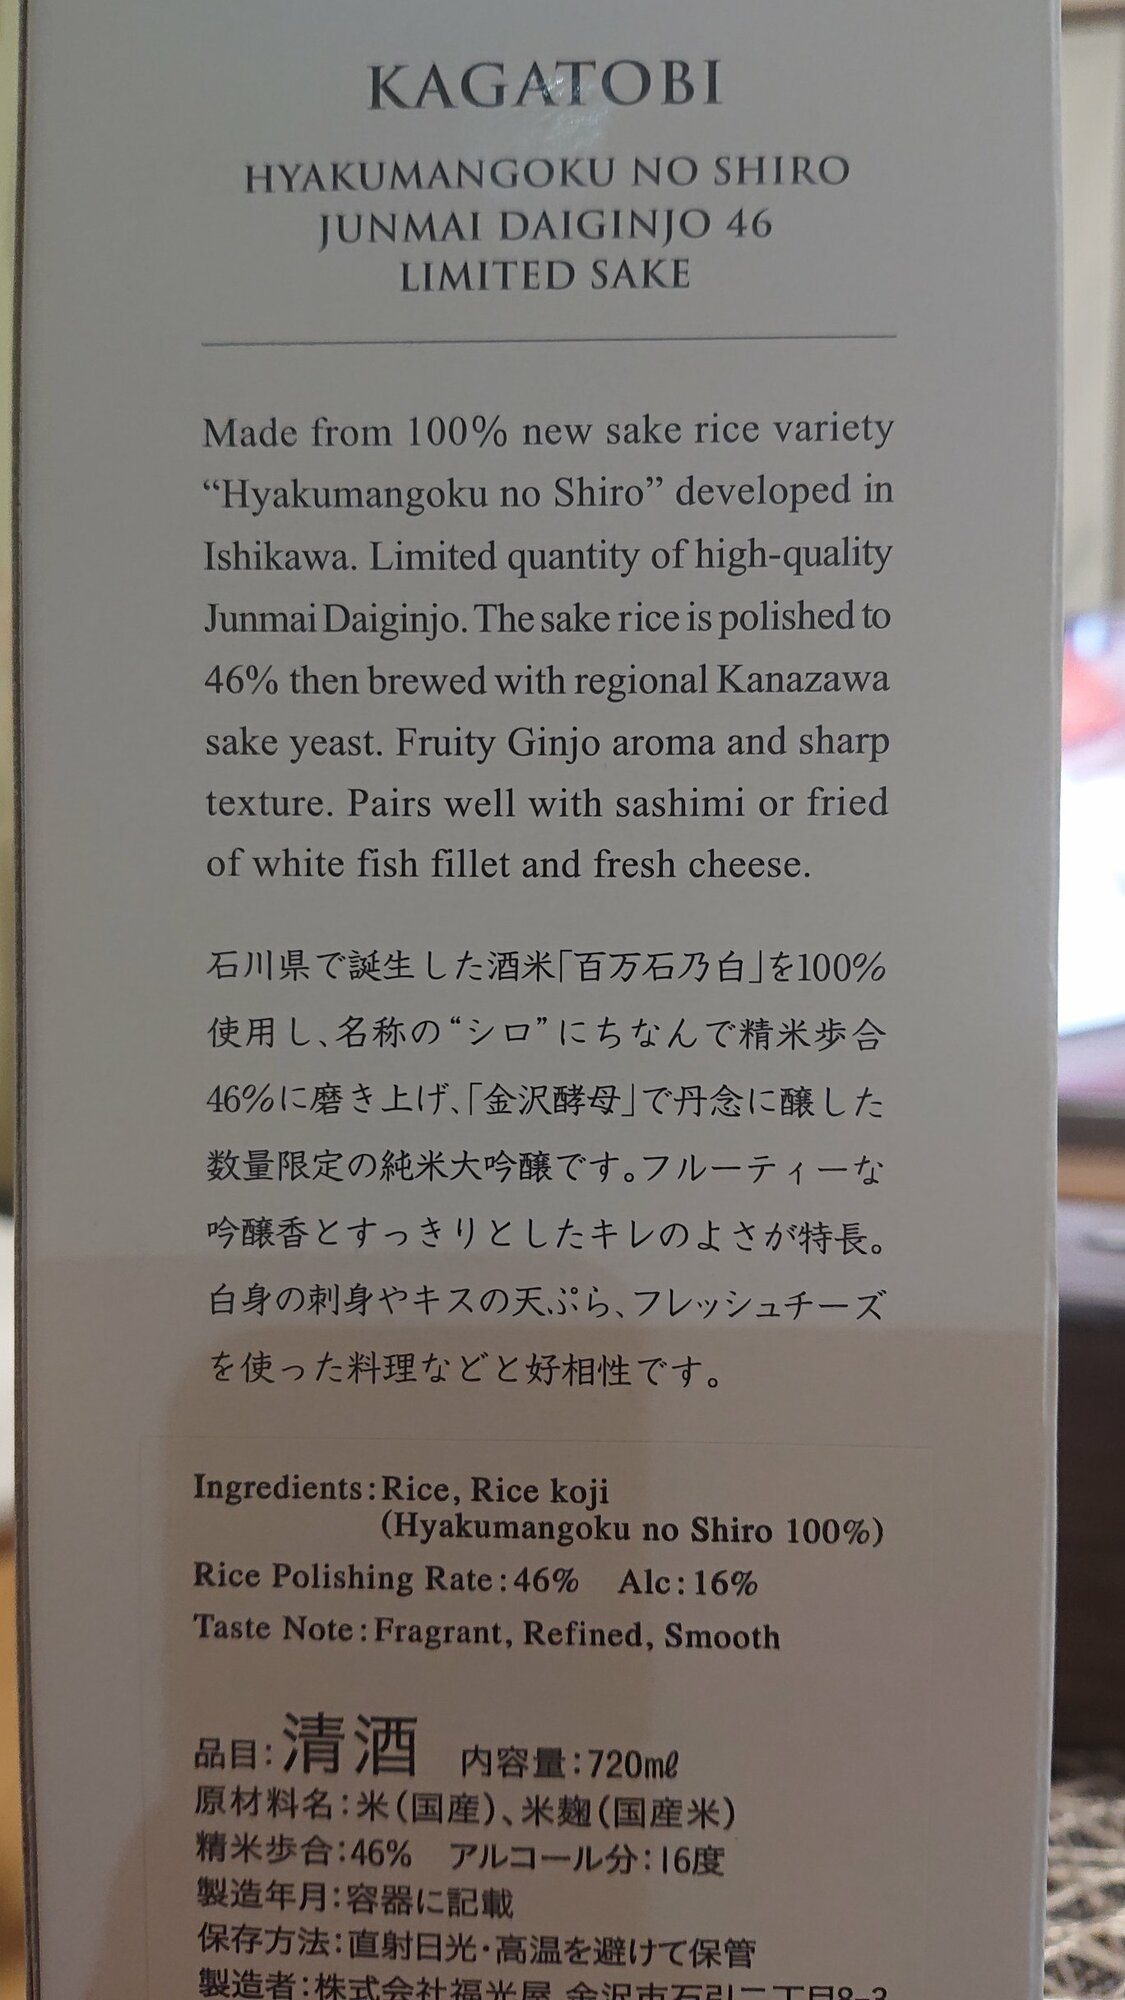 KAGATOBI
HYAKUMANGOKU NO SHIRO
JUNMAI DAIGINJO 46
LIMITED SAKE
Made from 100% new sake rice variety
“Hyakumangoku no Shiro” developed in
Ishikawa. Limited quantity of high-quality
Junmai Daiginjo. The sake rice is polished to
46% then brewed with regional Kanazawa
sake yeast. Fruity Ginjo aroma and sharp
texture. Pairs well with sashimi or fried
of white fish fillet and fresh cheese.
石川県で誕生した酒米「百万石乃白」を100%
使用し、名称の“シロ”にちなんで精米歩合
46%に磨き上げ、「金沢酵母」で丹念に醸した
数量限定の純米大吟醸です。フルーティーな
吟醸香とすっきりとしたキレのよさが特長。
白身の刺身やキスの天ぷら、フレッシュチーズ
を使った料理などと好相性です。
Ingredients:Rice, Rice koji
(Hyakumangoku no Shiro 100%)
Rice Polishing Rate:46% Alc:16%
Taste Note:Fragrant, Refined, Smooth
品目:清酒 内容量:720mℓ
原材料名:米(国産)、米麹(国産米)
精米歩合:46% アルコール分:16度
製造年月:容器に記載
保存方法:直射日光・高温を避けて保管
製造者:株式会社福光屋 金沢市石引二丁目8-3